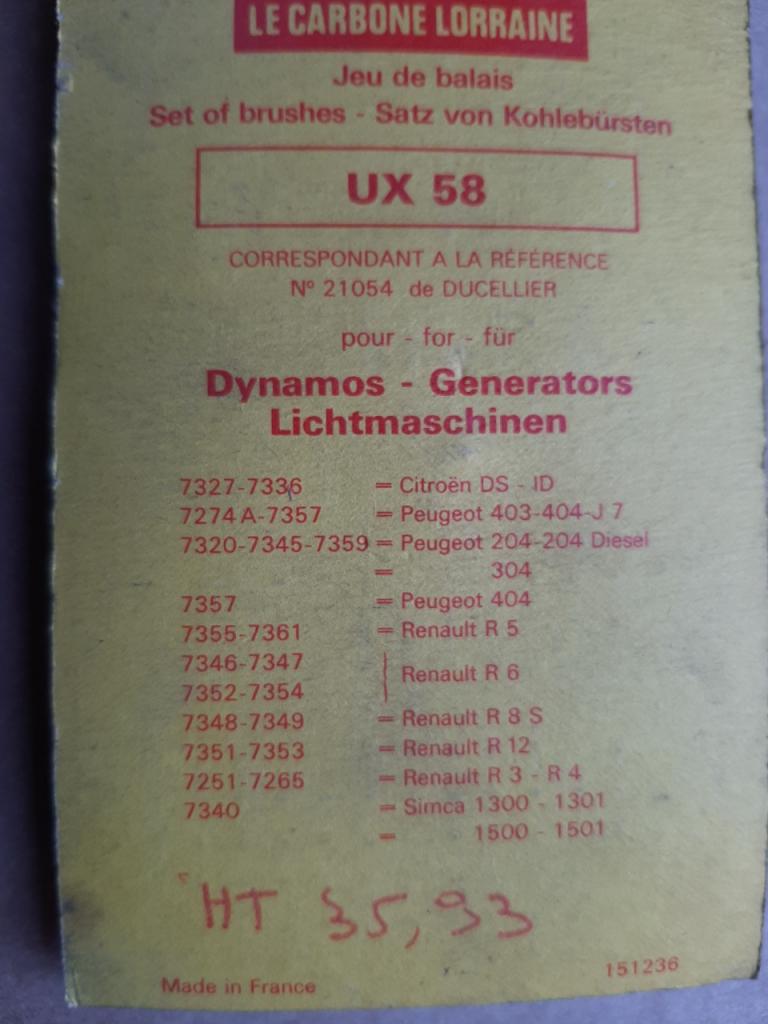 LE CARBONE LORRAINE
Jeu de balais
Set of brushes - Satz von Kohlebürsten
UX 58
CORRESPONDANT A LA RÉFÉRENCE
Nº 21054 de DUCELLIER
pour - for - für
Dynamos - Generators
Lichtmaschinen
7327-7336 = Citroën DS - ID
7274 A-7357 = Peugeot 403-404-J 7
7320-7345-7359 = Peugeot 204-204 Diesel
= 304
7357 = Peugeot 404
7355-7361 = Renault R 5
7346-7347
7352-7354 | Renault R 6
7348-7349 = Renault R 8 S
7351-7353 = Renault R 12
7251-7265 = Renault R 3 - R 4
7340 = Simca 1300 - 1301
= 1500 - 1501
HT 35,93
151236
Made in France